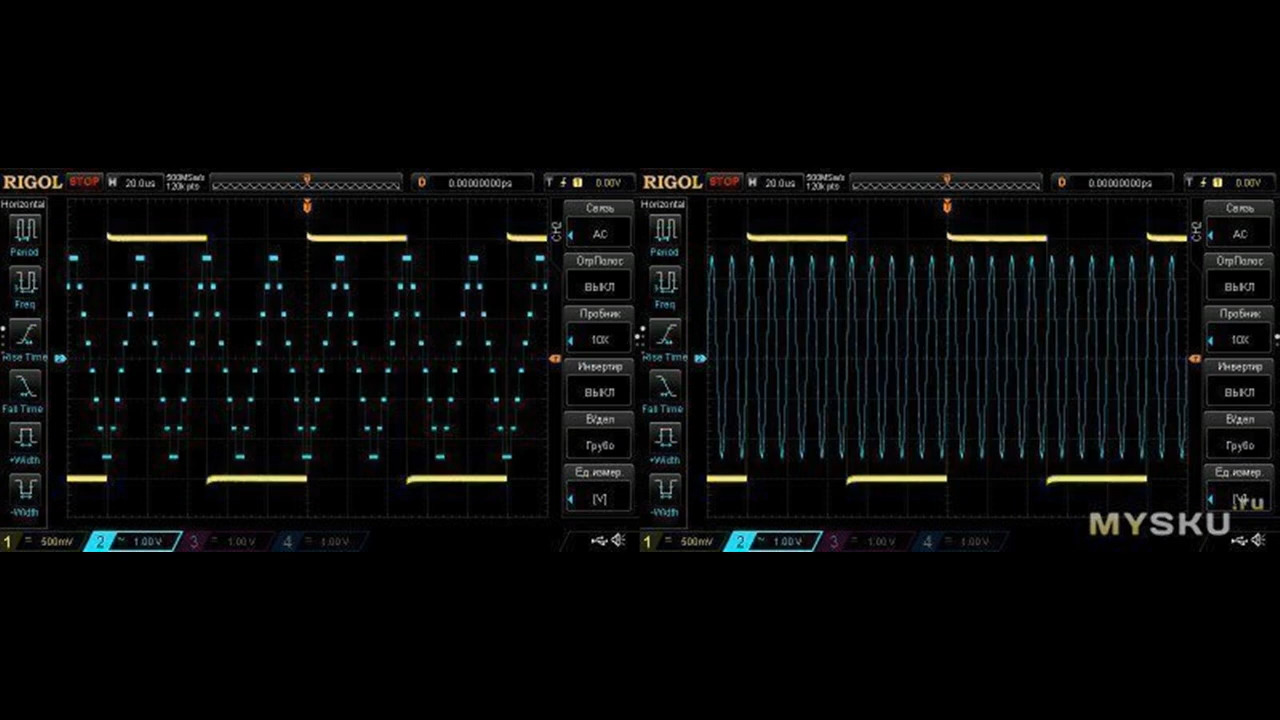 RIGOL STOP H 20.0us 500MSa/s 120k pts D 0.00000000ps T 1 0.00V
Horizontal
Period
Freq
Rise Time
Fall Time
+Width
-Width
CH2
Связь
AC
ОгрПолос
ВЫКЛ
Пробник
10X
Инвертир
ВЫКЛ
В/дел
Грубо
Ед.измер.
[V]
1 = 500mV 2 ~ 1.00V 3 = 1.00V 4 = 1.00V
RIGOL STOP H 20.0us 500MSa/s 120k pts D 0.00000000ps T 1 0.00V
Horizontal
Period
Freq
Rise Time
Fall Time
+Width
-Width
CH2
Связь
AC
ОгрПолос
ВЫКЛ
Пробник
10X
Инвертир
ВЫКЛ
В/дел
Грубо
Ед.измер.
[V]
1 = 500mV 2 ~ 1.00V 3 = 1.00V 4 = 1.00V
MYSKU.ru